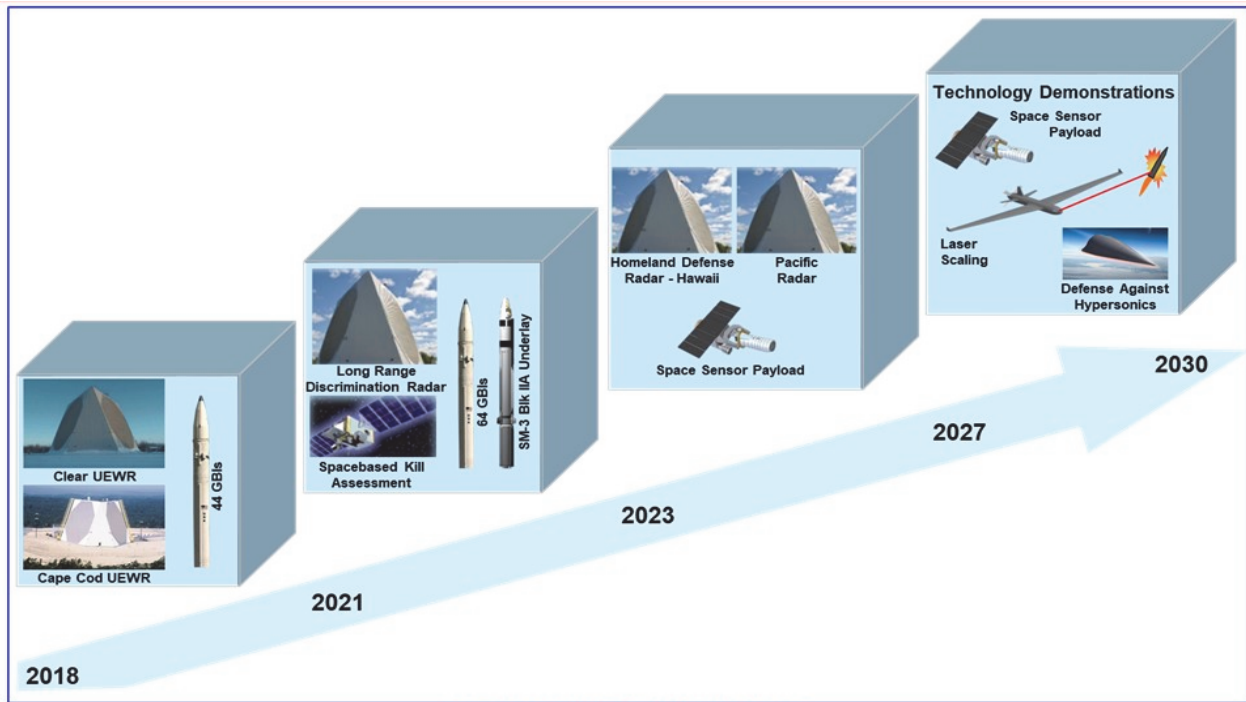 Clear UEWR
Cape Cod UEWR
44 GBIs
Long Range
Discrimination Radar
Spacebased Kill
Assessment
64 GBIs
SM-3 Blk IIA Underlay
Homeland Defense
Radar - Hawaii
Pacific
Radar
Space Sensor Payload
Technology Demonstrations
Space Sensor
Payload
Laser
Scaling
Defense Against
Hypersonics
2018
2021
2023
2027
2030